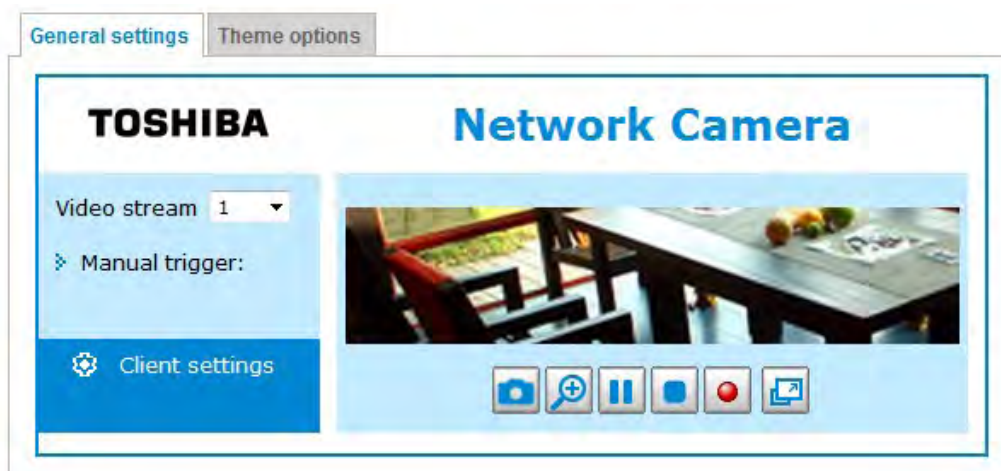 General settings
Theme options
TOSHIBA
Network Camera
Video stream 1
Manual trigger:
Client settings